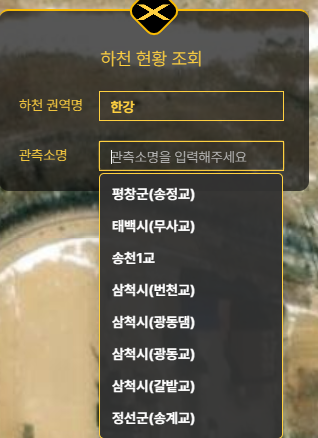 하천 현황 조회
하천 권역명 한강
관측소명 관측소명을 입력해주세요
평창군(송정교)
태백시(무사교)
송천1교
삼척시(번천교)
삼척시(광동댐)
삼척시(광동교)
삼척시(갈밭교)
정선군(송계교)